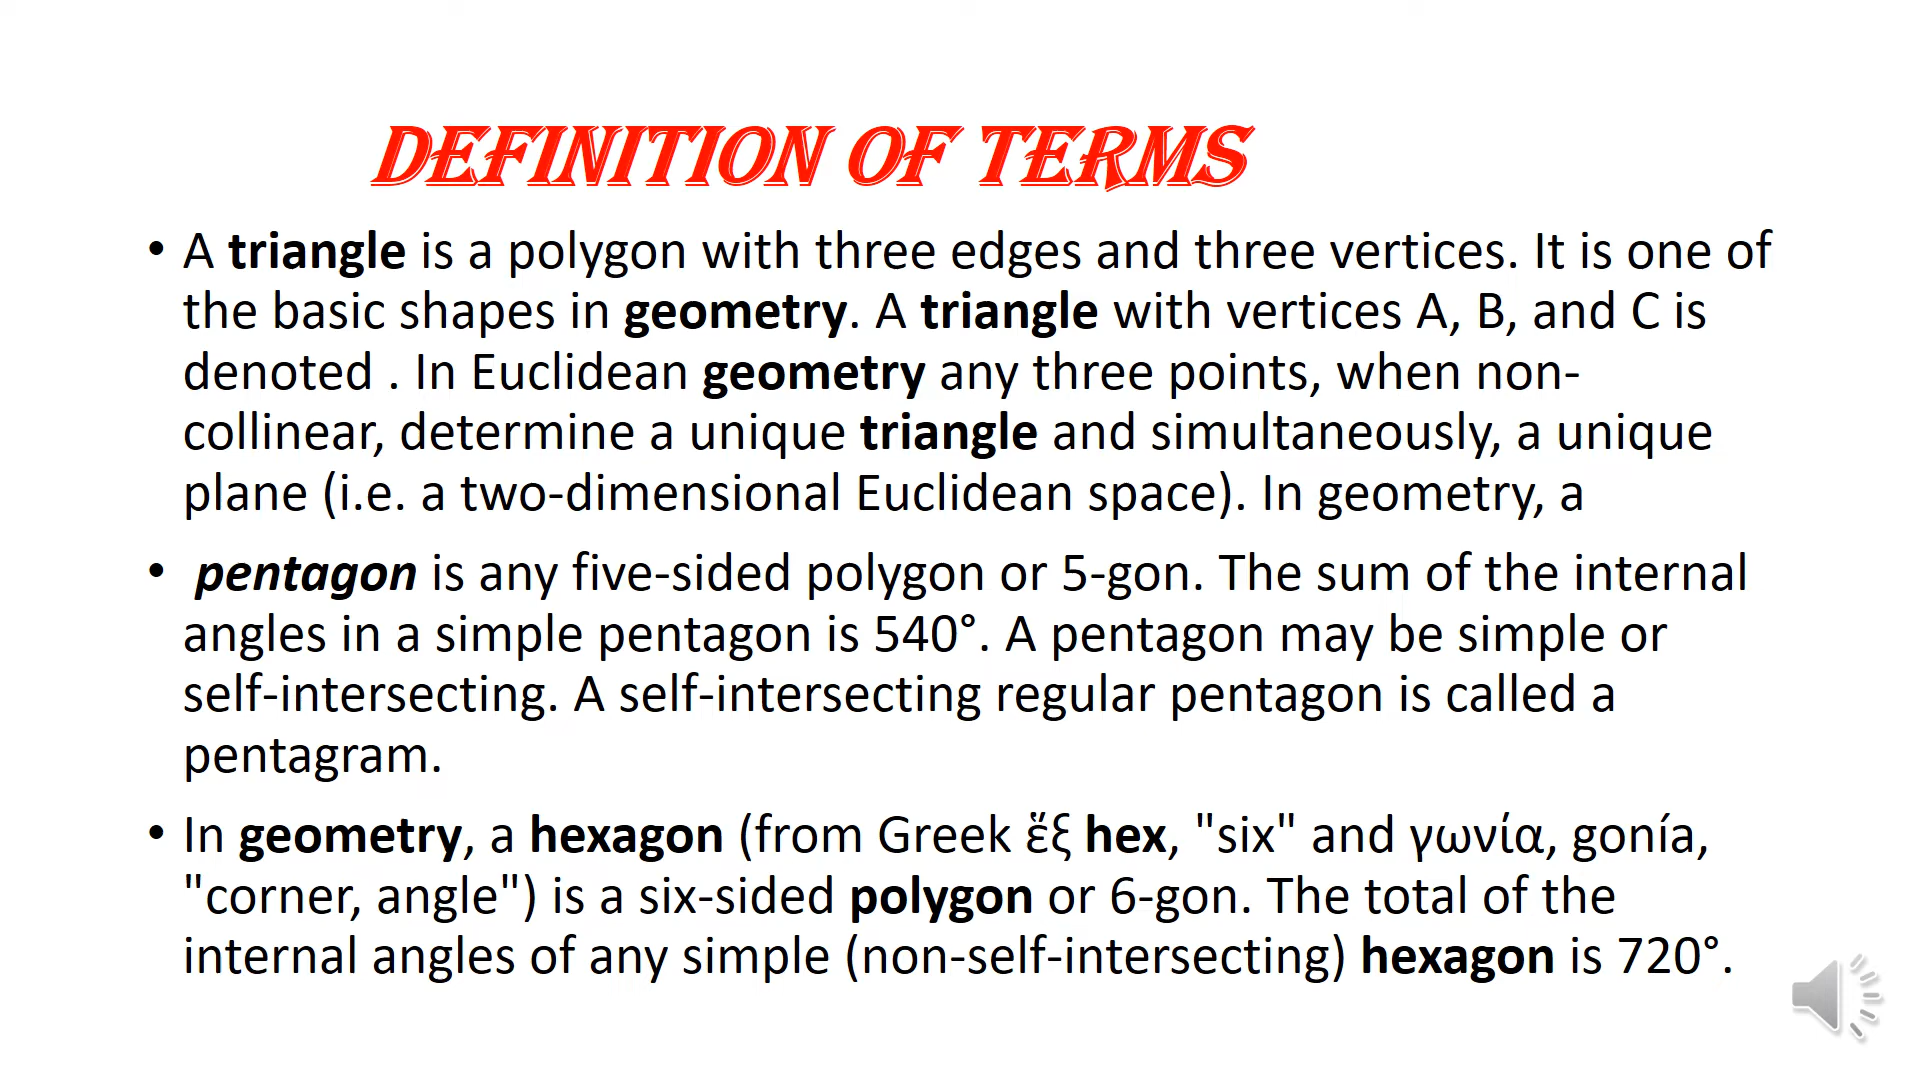 DEFINITION OF TERMS
• A triangle is a polygon with three edges and three vertices. It is one of
the basic shapes in geometry. A triangle with vertices A, B, and C is
denoted . In Euclidean geometry any three points, when non-
collinear, determine a unique triangle and simultaneously, a unique
plane (i.e. a two-dimensional Euclidean space). In geometry, a
• pentagon is any five-sided polygon or 5-gon. The sum of the internal
angles in a simple pentagon is 540°. A pentagon may be simple or
self-intersecting. A self-intersecting regular pentagon is called a
pentagram.
• In geometry, a hexagon (from Greek ἕξ hex, "six" and γωνία, gonía,
"corner, angle") is a six-sided polygon or 6-gon. The total of the
internal angles of any simple (non-self-intersecting) hexagon is 720°.